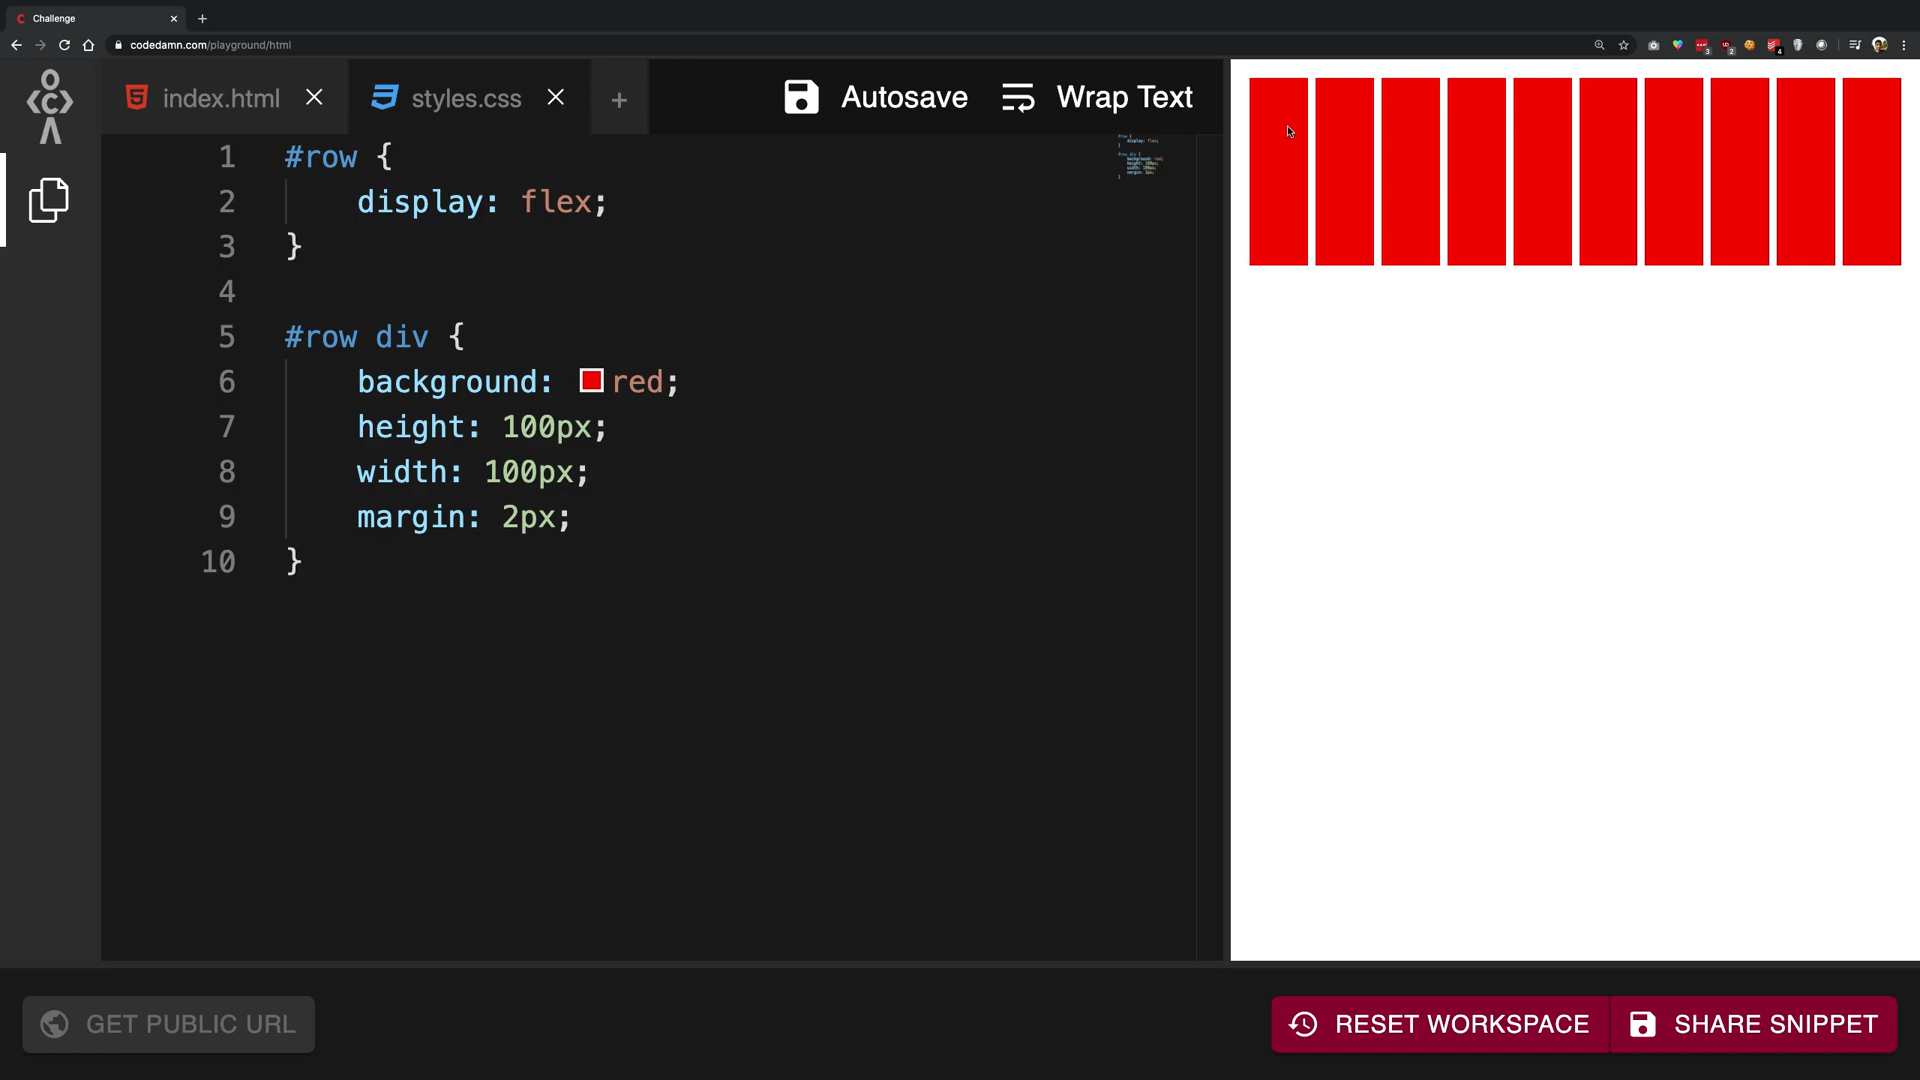 Challenge
codedamn.com/playground/html
index.html
styles.css
Autosave
Wrap Text
1 #row {
2 display: flex;
3 }
4
5 #row div {
6 background: red;
7 height: 100px;
8 width: 100px;
9 margin: 2px;
10 }
GET PUBLIC URL
RESET WORKSPACE
SHARE SNIPPET